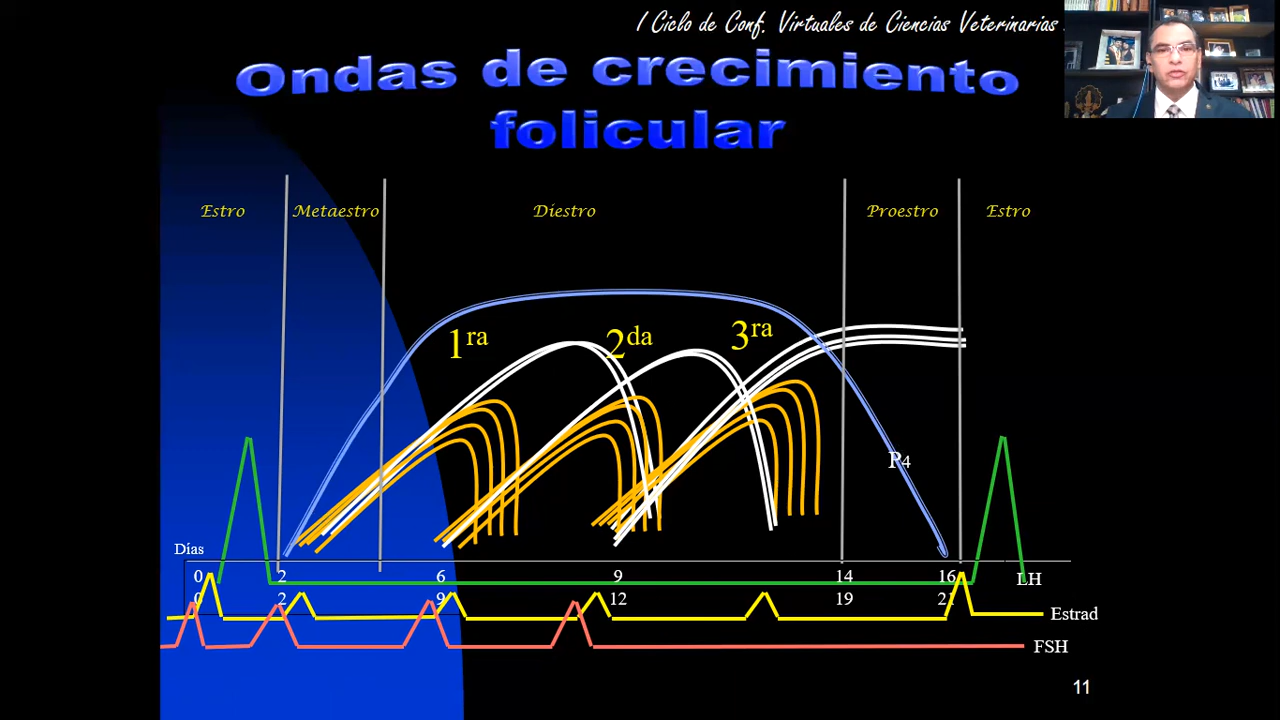 I Ciclo de Conf. Virtuales de Ciencias Veterinarias
Ondas de crecimiento
folicular
Estro Metaestro Diestro Proestro Estro
1ra 2da 3ra
P4
Días
0 2 6 9 14 16 LH
0 2 9 12 19 21
Estrad
FSH
11